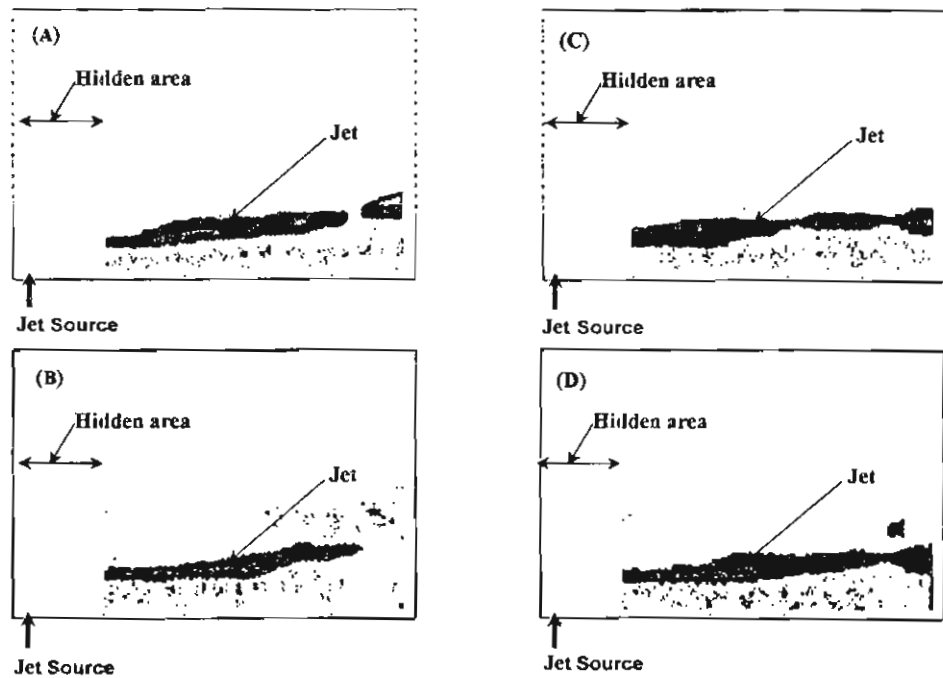 (A)
Hidden area
Jet
Jet Source
(B)
Hidden area
Jet
Jet Source
(C)
Hidden area
Jet
Jet Source
(D)
Hidden area
Jet
Jet Source